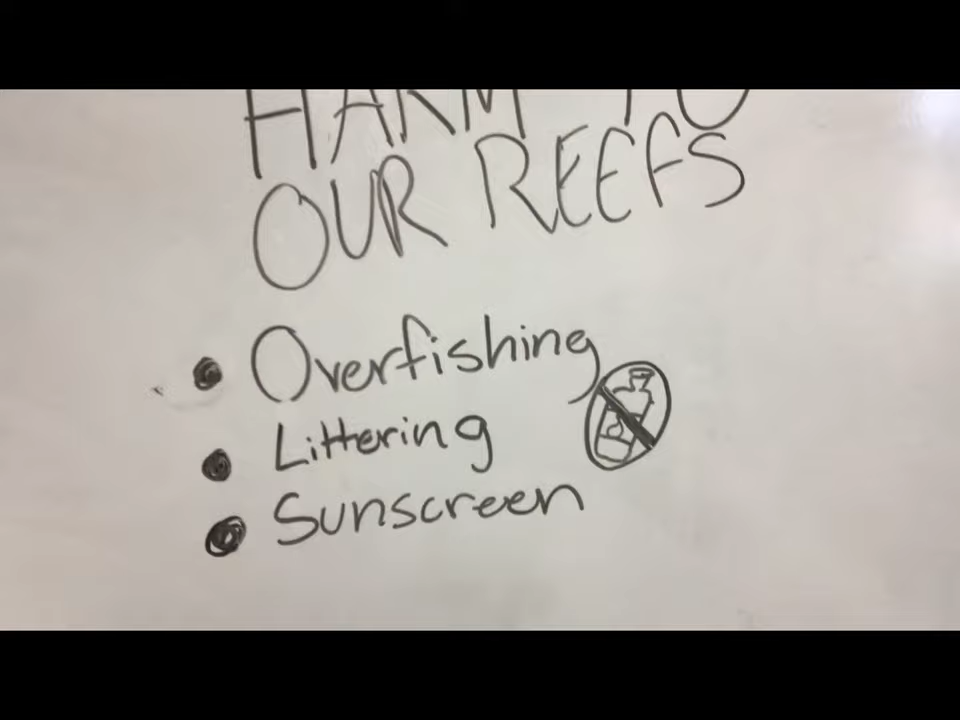 HARM TO
OUR REEFS
• Overfishing
• Littering
• Sunscreen